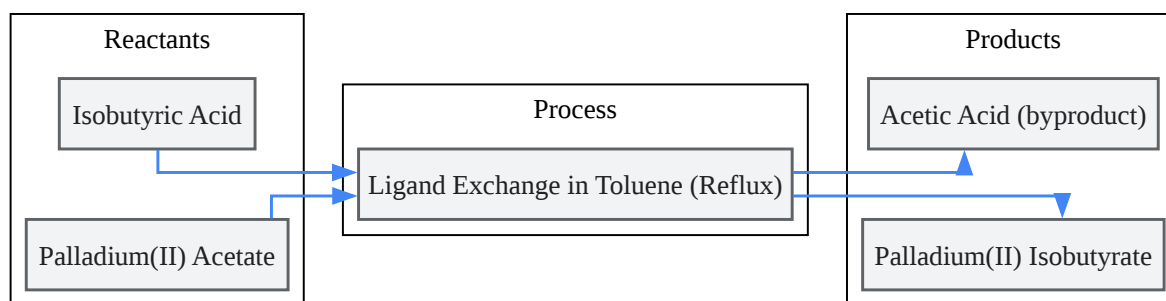 Reactants
Isobutyric Acid
Palladium(II) Acetate
Process
Ligand Exchange in Toluene (Reflux)
Products
Acetic Acid (byproduct)
Palladium(II) Isobutyrate